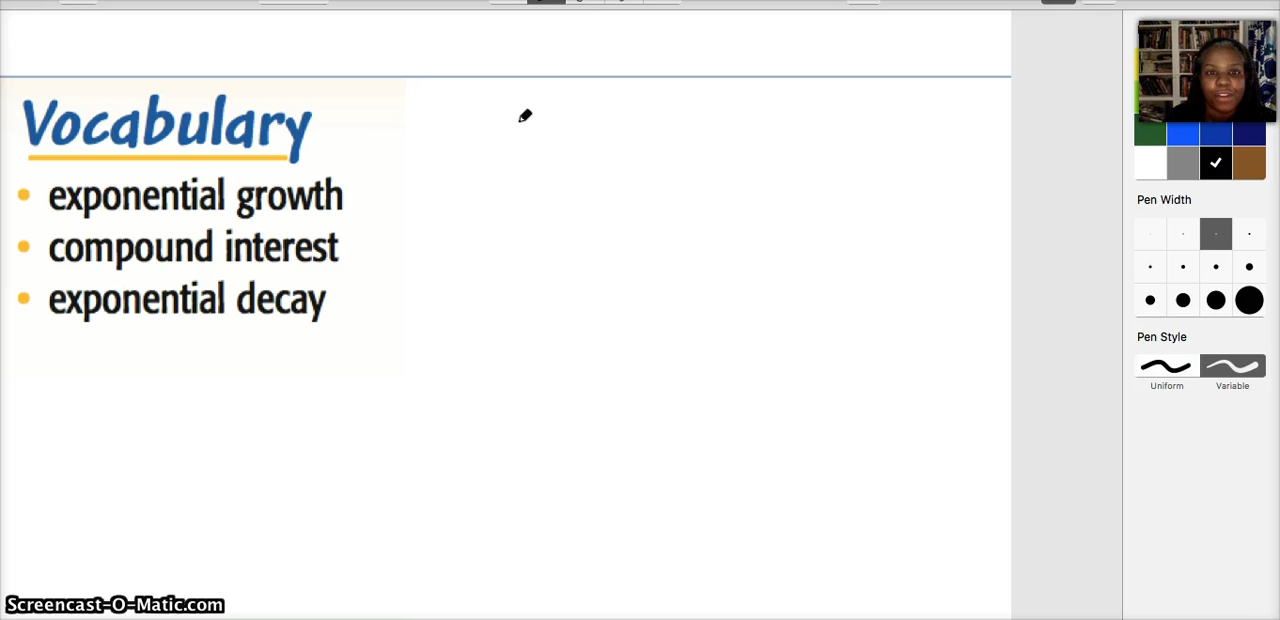 Vocabulary
• exponential growth
• compound interest
• exponential decay
Pen Width
Pen Style
Uniform Variable
Screencast-O-Matic.com